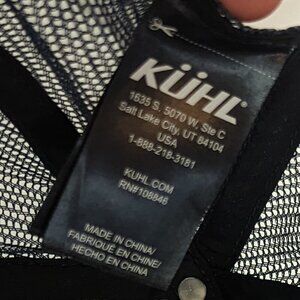 KÜHL
1635 S. 5070 W. Ste C
Salt Lake City, UT 84104
USA
1-888-218-3181
KUHL.COM
RN#108846
MADE IN CHINA/
FABRIQUÉ EN CHINE/
HECHO EN CHINA